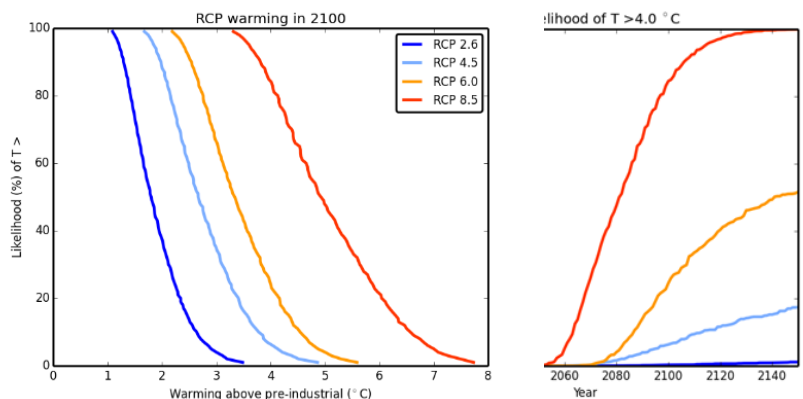 RCP warming in 2100
elihood of T >4.0 °C
100
80
60
40
20
0
Likelihood (%) of T >
RCP 2.6
RCP 4.5
RCP 6.0
RCP 8.5
0 1 2 3 4 5 6 7 8
Warming above pre-industrial (°C)
2060 2080 2100 2120 2140
Year